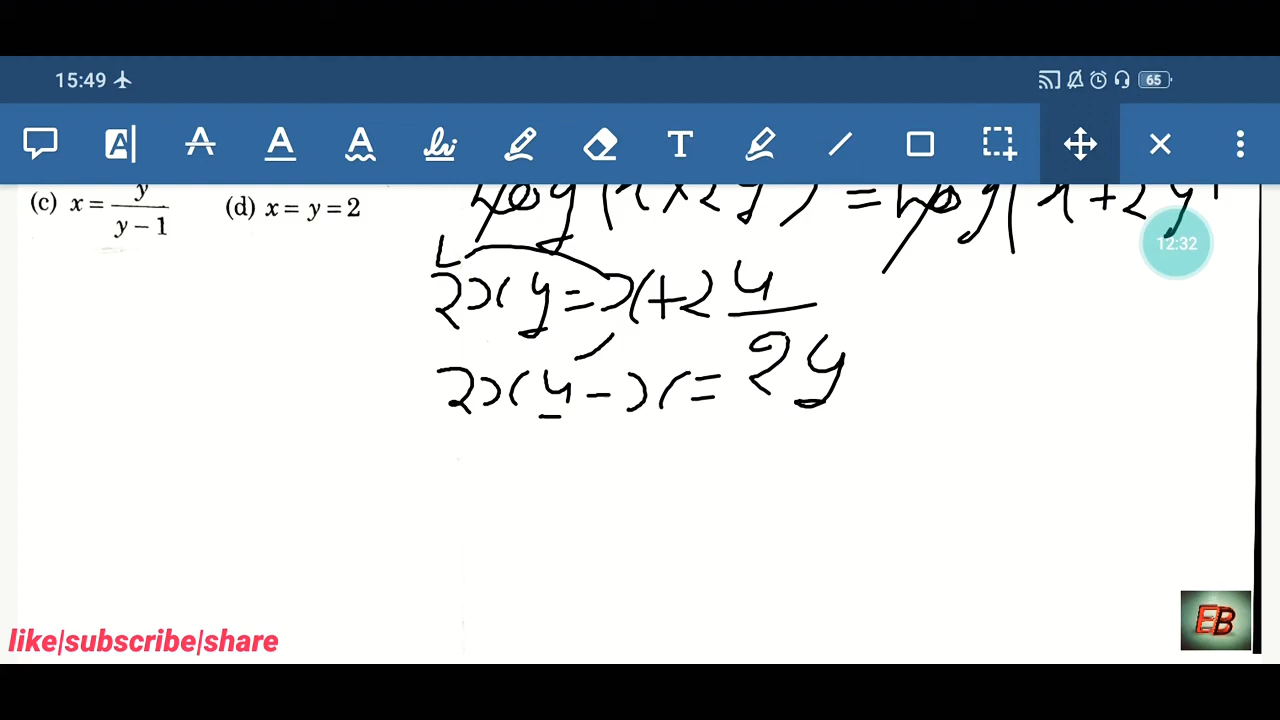 15:49
65
T
(c) x = y/(y − 1) (d) x = y = 2
log(x × 2y) = log(x + 2y)
12:32
2xy = x + 2y
2xy − x = 2y
EB
like|subscribe|share